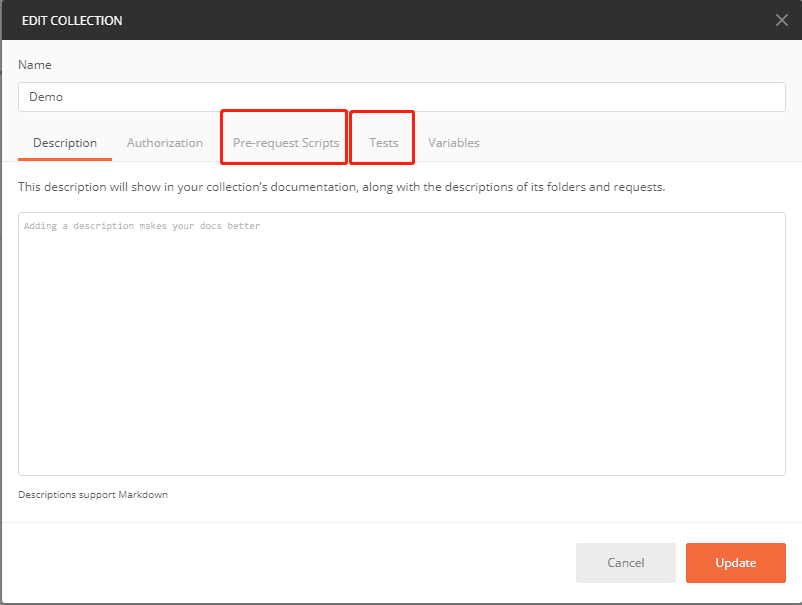 EDIT COLLECTION
Name
Demo
Description Authorization Pre-request Scripts Tests Variables
This description will show in your collection's documentation, along with the descriptions of its folders and requests.
Adding a description makes your docs better
Descriptions support Markdown
Cancel Update